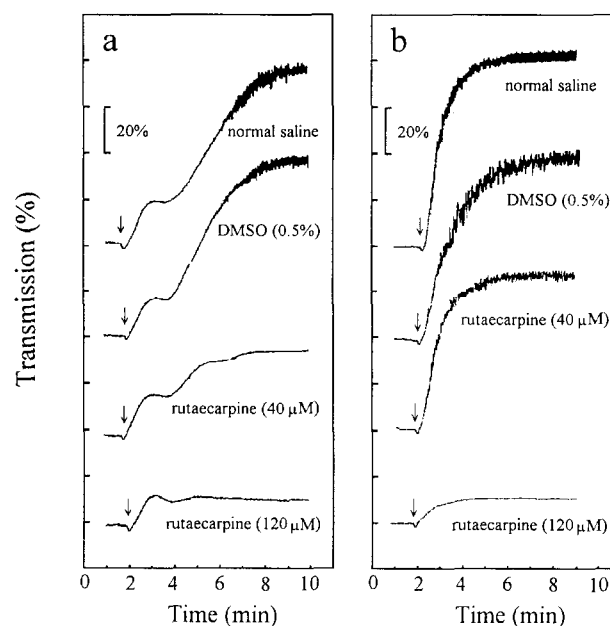 a
20%
normal saline
DMSO (0.5%)
rutaecarpine (40 μM)
rutaecarpine (120 μM)
0 2 4 6 8 10
Time (min)
Transmission (%)
b
20%
normal saline
DMSO (0.5%)
rutaecarpine (40 μM)
rutaecarpine (120 μM)
0 2 4 6 8 10
Time (min)